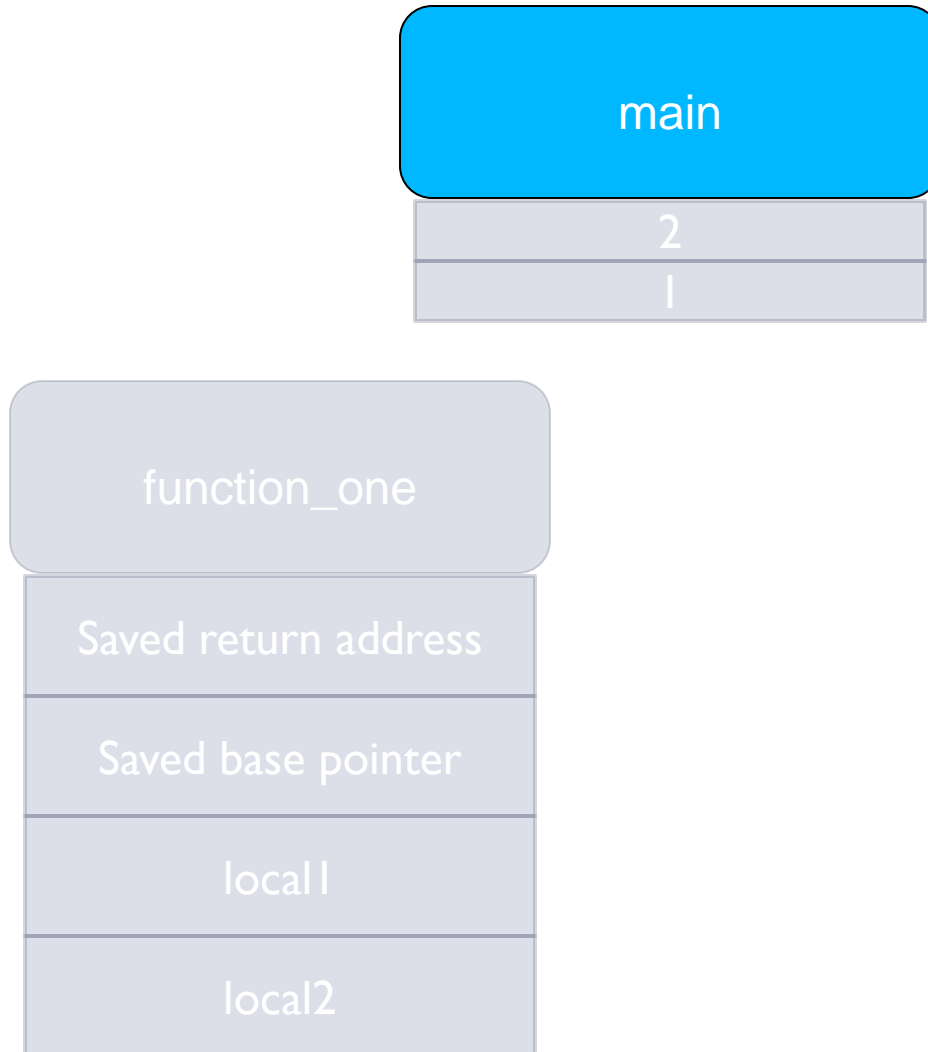 main
2
1
function_one
Saved return address
Saved base pointer
local1
local2